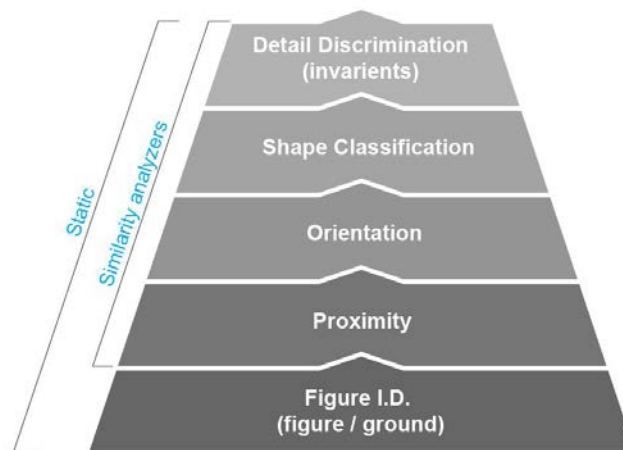 Detail Discrimination
(invarients)
Shape Classification
Orientation
Proximity
Figure I.D.
(figure / ground)
Static
Similarity analyzers